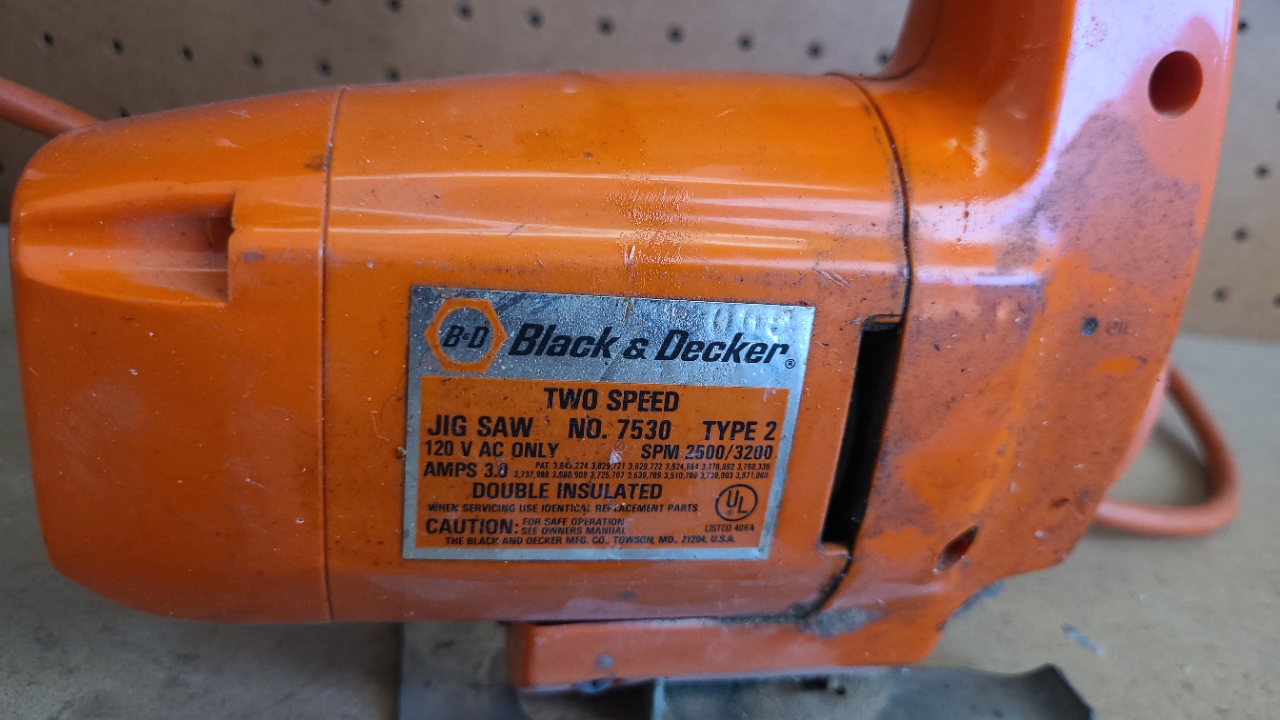 B&D Black & Decker®
TWO SPEED
JIG SAW NO. 7530 TYPE 2
120 V AC ONLY SPM 2500/3200
AMPS 3.0 PAT.
DOUBLE INSULATED
UL
WHEN SERVICING USE IDENTICAL REPLACEMENT PARTS
CAUTION: FOR SAFE OPERATION
SEE OWNERS MANUAL
LISTED 406A
THE BLACK AND DECKER MFG. CO., TOWSON, MD., 21204, U.S.A.